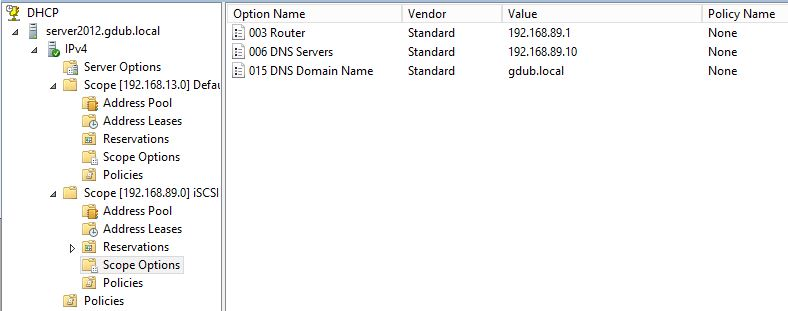 DHCP
server2012.gdub.local
IPv4
Server Options
Scope [192.168.13.0] Defau
Address Pool
Address Leases
Reservations
Scope Options
Policies
Scope [192.168.89.0] iSCSI
Address Pool
Address Leases
Reservations
Scope Options
Policies
Policies
Option Name Vendor Value Policy Name
003 Router Standard 192.168.89.1 None
006 DNS Servers Standard 192.168.89.10 None
015 DNS Domain Name Standard gdub.local None